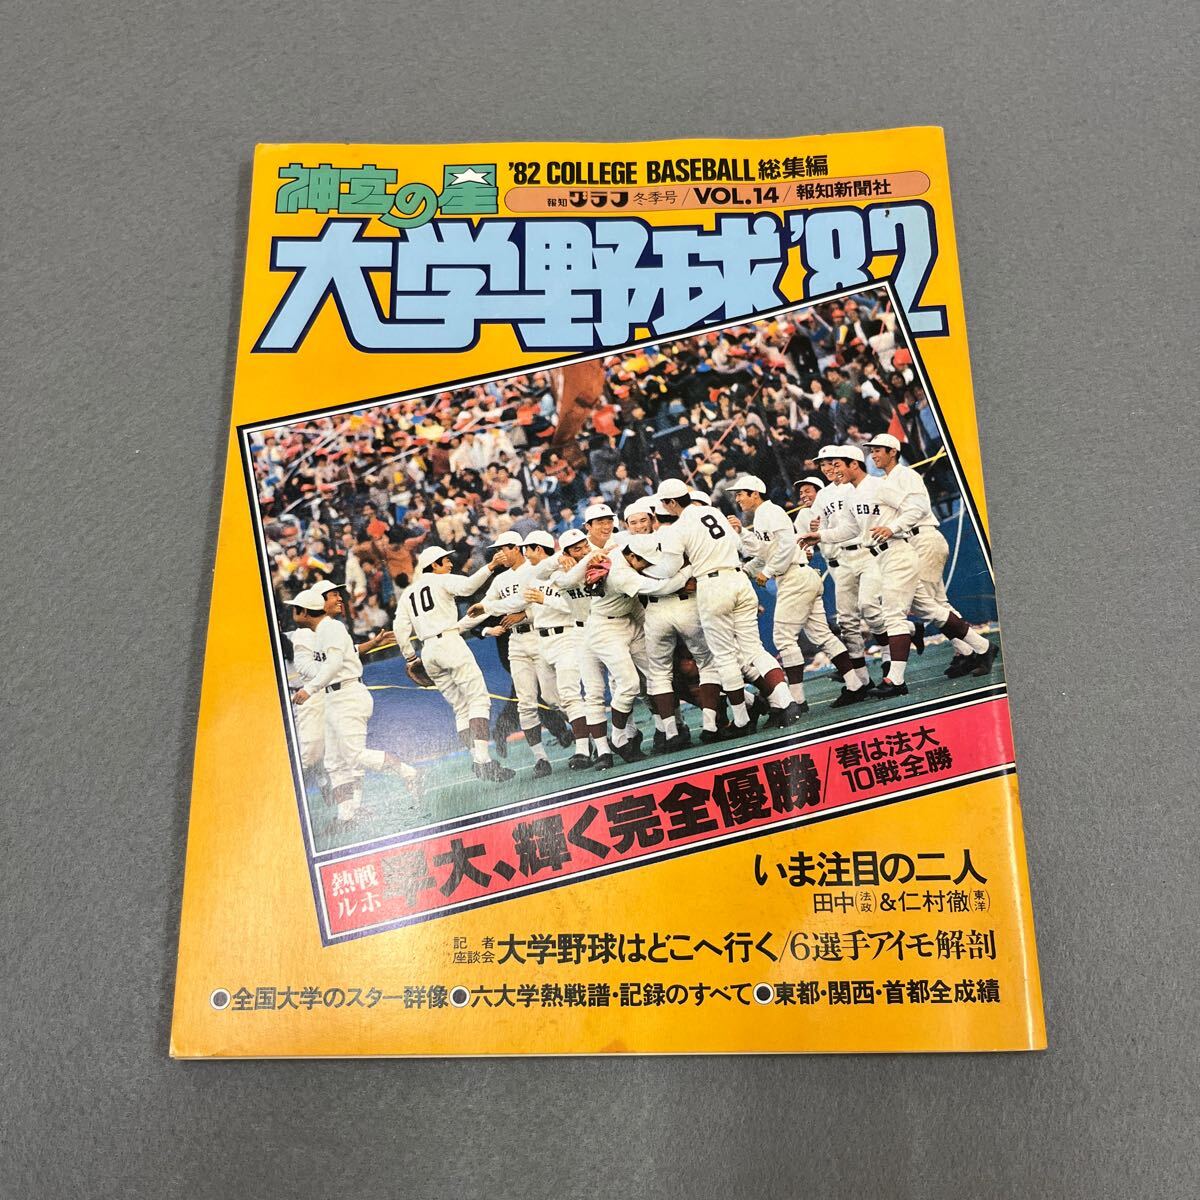 神宮の星
'82 COLLEGE BASEBALL 総集編
報知グラフ 冬季号/VOL.14/報知新聞社
大学野球'82
10
8
WASEDA
熱戦ルポ
早大、輝く完全優勝/春は法大10戦全勝
いま注目の二人
田中(法政)&仁村徹(東洋)
記者座談会 大学野球はどこへ行く/6選手アイモ解剖
●全国大学のスター群像●六大学熱戦譜・記録のすべて●東都・関西・首都全成績